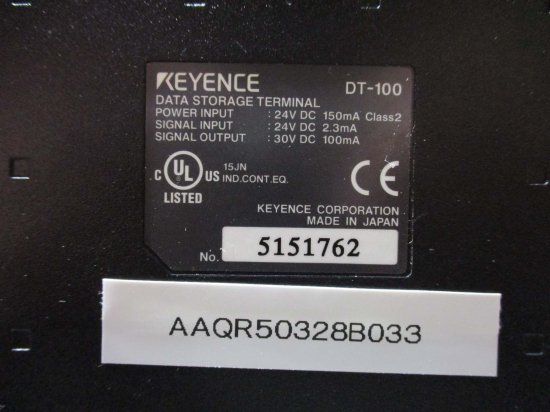 KEYENCE DT-100
DATA STORAGE TERMINAL
POWER INPUT : 24V DC 150mA Class2
SIGNAL INPUT : 24V DC 2.3mA
SIGNAL OUTPUT : 30V DC 100mA
C UL US 15JN
IND.CONT.EQ.
LISTED
CE
KEYENCE CORPORATION
MADE IN JAPAN
No. 5151762
AAQR50328B033